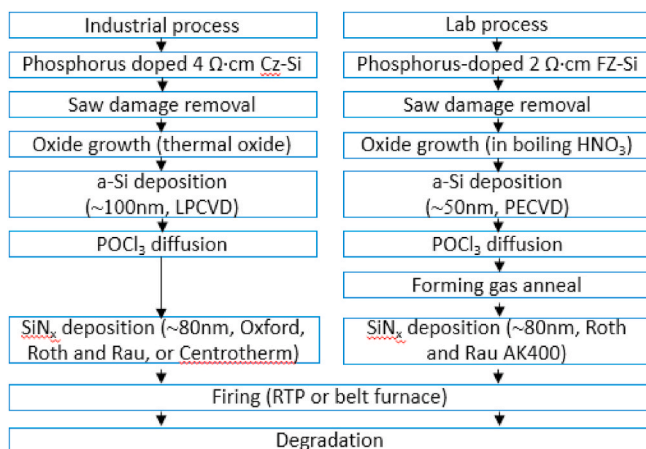 Industrial process
Phosphorus doped 4 Ω·cm Cz-Si
Saw damage removal
Oxide growth (thermal oxide)
a-Si deposition
(~100nm, LPCVD)
POCl₃ diffusion
SiNₓ deposition (~80nm, Oxford,
Roth and Rau, or Centrotherm)
Lab process
Phosphorus-doped 2 Ω·cm FZ-Si
Saw damage removal
Oxide growth (in boiling HNO₃)
a-Si deposition
(~50nm, PECVD)
POCl₃ diffusion
Forming gas anneal
SiNₓ deposition (~80nm, Roth
and Rau AK400)
Firing (RTP or belt furnace)
Degradation